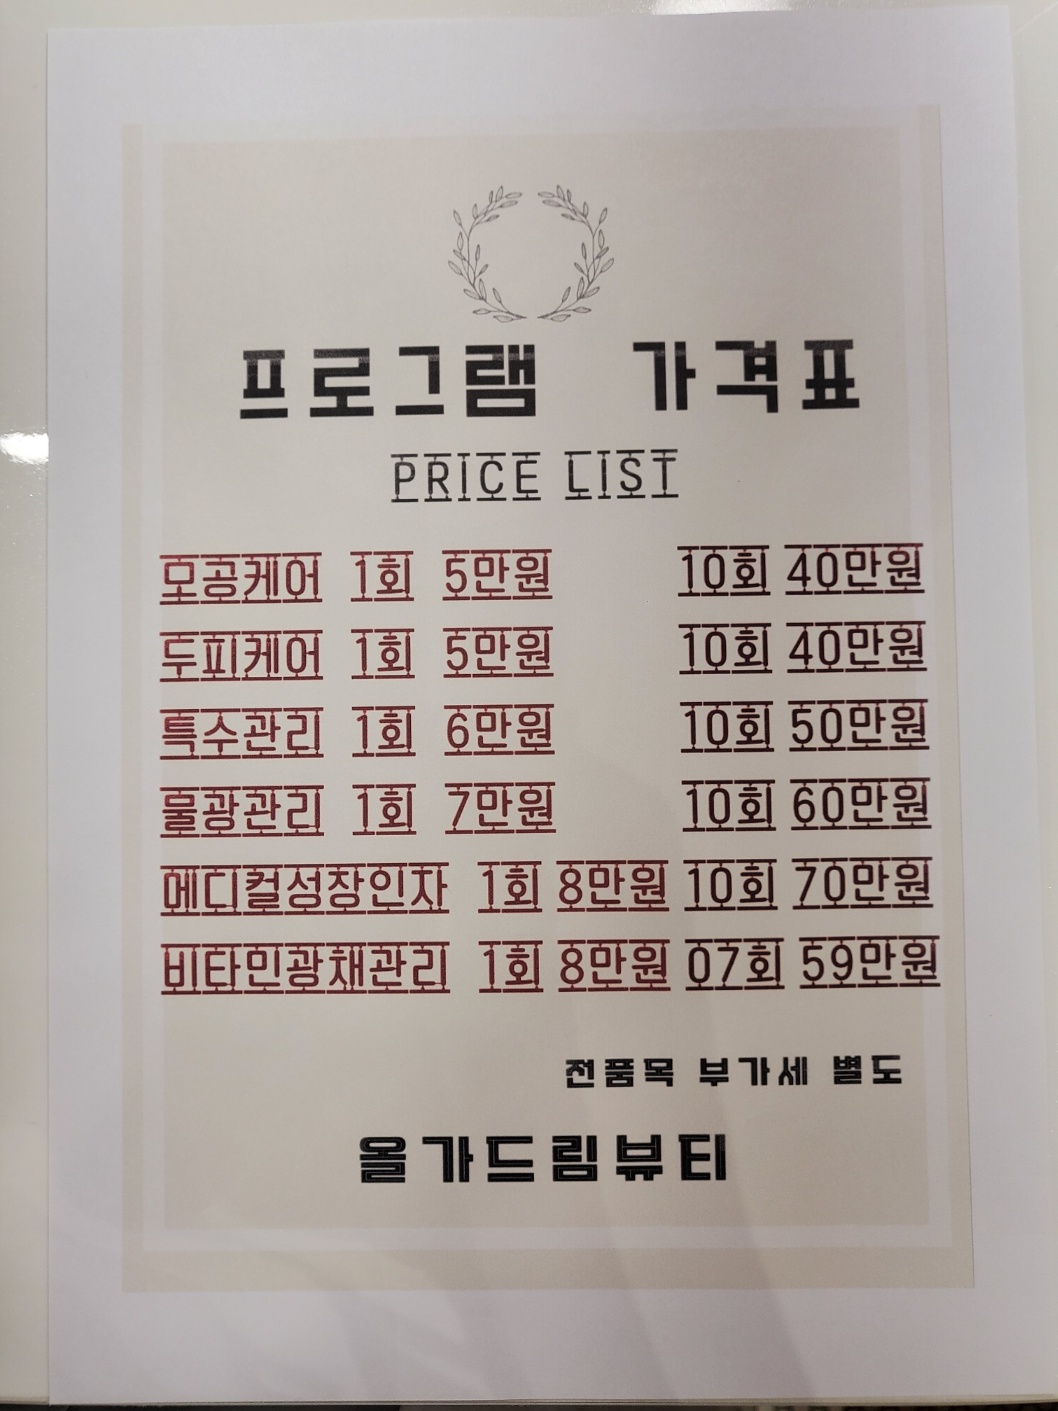 프로그램 가격표
PRICE LIST
모공케어 1회 5만원 10회 40만원
두피케어 1회 5만원 10회 40만원
특수관리 1회 6만원 10회 50만원
물광관리 1회 7만원 10회 60만원
메디컬성장인자 1회 8만원 10회 70만원
비타민광채관리 1회 8만원 07회 59만원
전품목 부가세 별도
올가드림뷰티